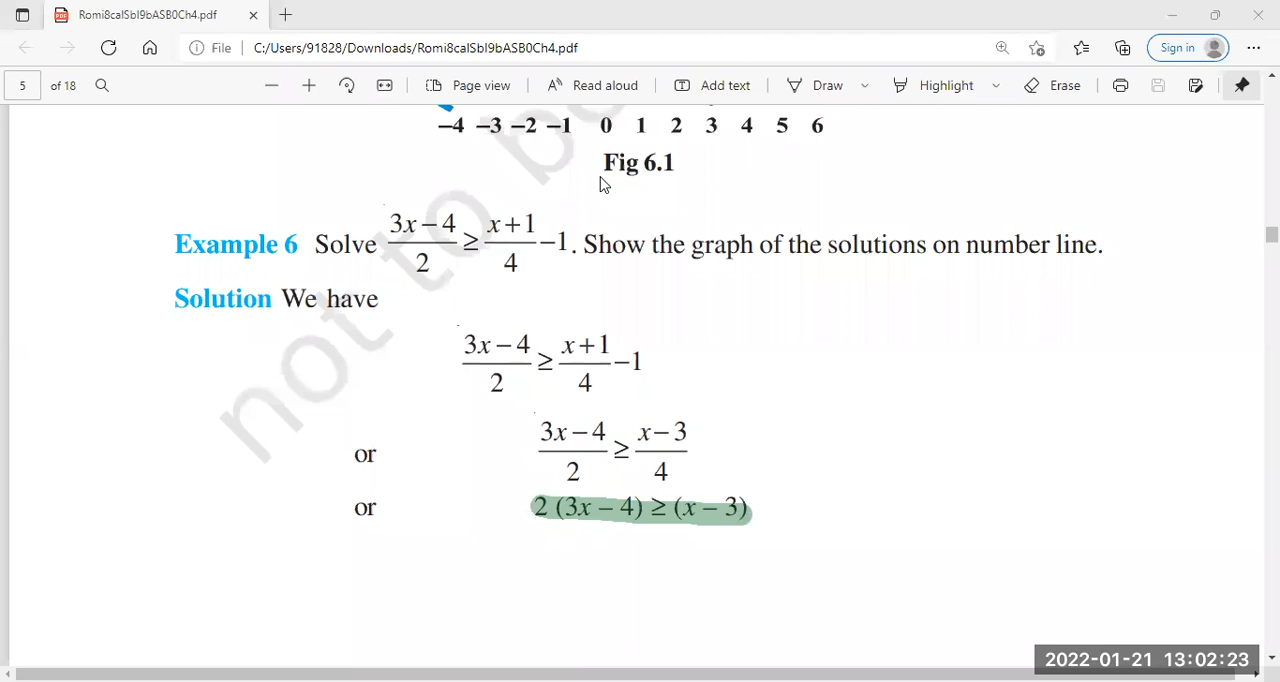 Romi8calSbI9bASB0Ch4.pdf
File C:/Users/91828/Downloads/Romi8calSbI9bASB0Ch4.pdf Sign in
5 of 18 Page view Read aloud Add text Draw Highlight Erase
–4 –3 –2 –1 0 1 2 3 4 5 6
Fig 6.1
Example 6 Solve (3x – 4)/2 ≥ (x+1)/4 –1. Show the graph of the solutions on number line.
Solution We have
(3x – 4)/2 ≥ (x+1)/4 –1
or (3x – 4)/2 ≥ (x – 3)/4
or 2 (3x – 4) ≥ (x – 3)
not to be
2022-01-21 13:02:23